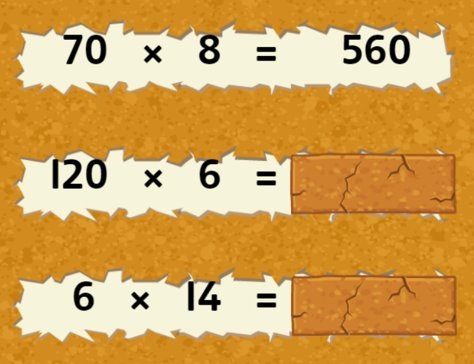 70 × 8 = 560
120 × 6 =
6 × 14 =